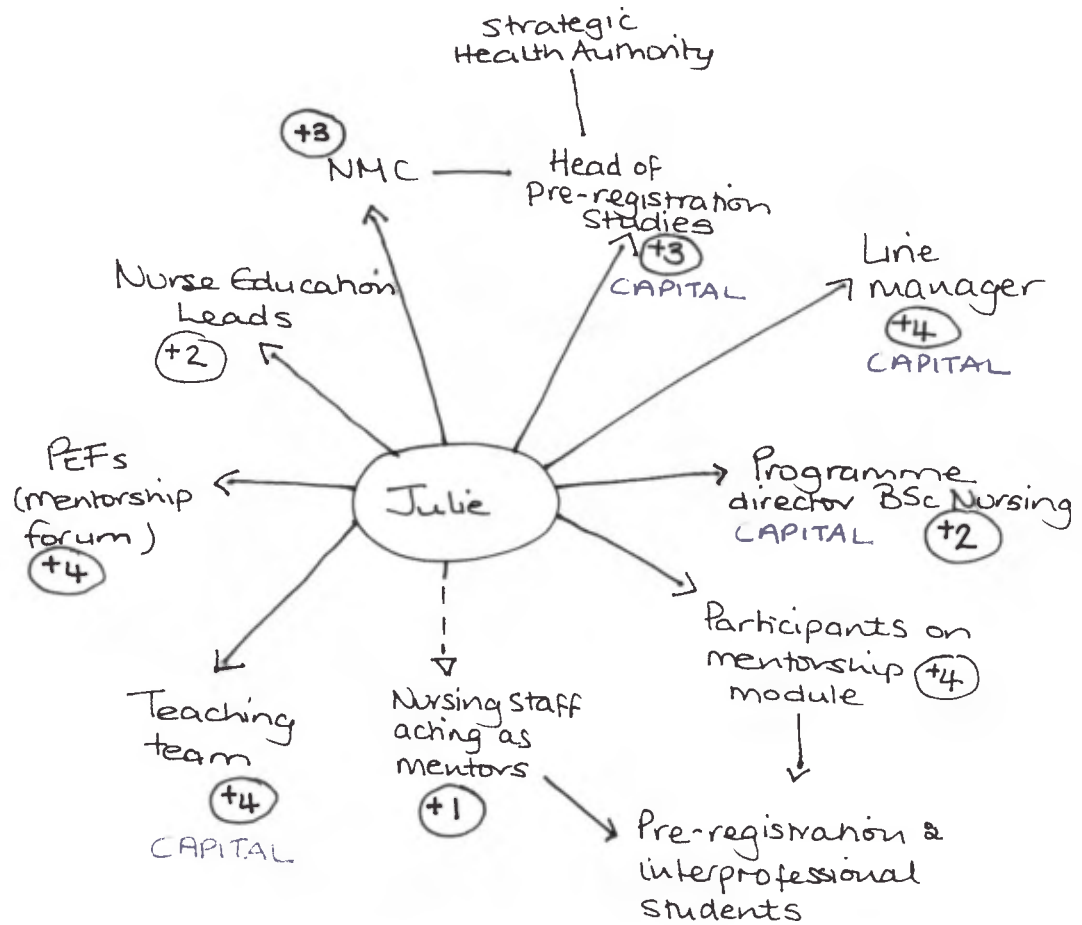 Strategic
Health Authority
+3
NMC
Head of
Pre-registration
Studies
+3
CAPITAL
Line
manager
+4
CAPITAL
Nurse Education
Leads
+2
PEFs
(mentorship
forum)
+4
Julie
Programme
director BSc Nursing
CAPITAL
+2
Participants on
mentorship +4
module
Teaching
team
+4
CAPITAL
Nursing staff
acting as
mentors
+1
Pre-registration &
interprofessional
students